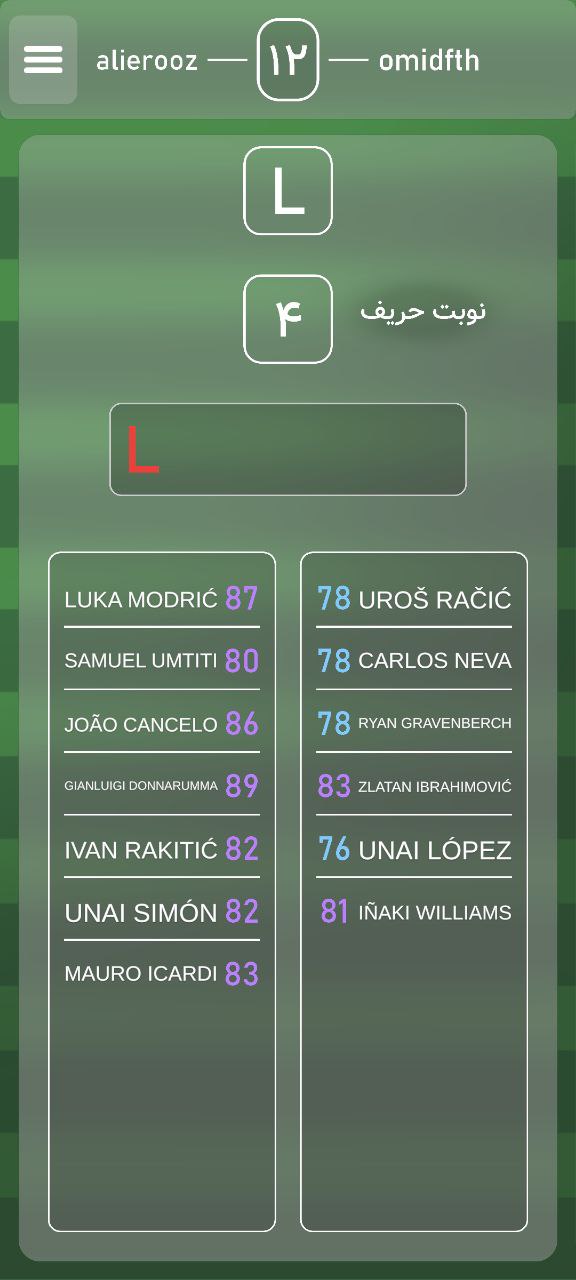 alierooz ۱۲ omidfth
L
۴ نوبت حریف
L
LUKA MODRIĆ 87
SAMUEL UMTITI 80
JOÃO CANCELO 86
GIANLUIGI DONNARUMMA 89
IVAN RAKITIĆ 82
UNAI SIMÓN 82
MAURO ICARDI 83
78 UROŠ RAČIĆ
78 CARLOS NEVA
78 RYAN GRAVENBERCH
83 ZLATAN IBRAHIMOVIĆ
76 UNAI LÓPEZ
81 IÑAKI WILLIAMS